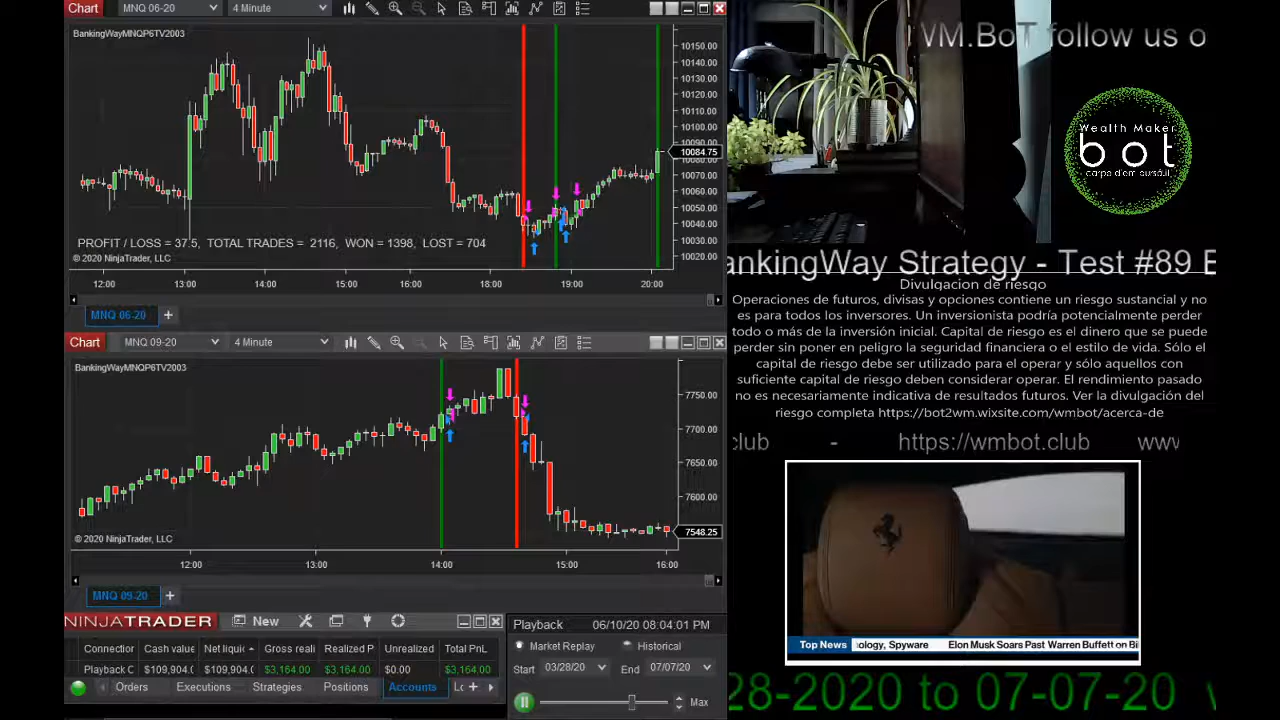 Chart MNQ 06-20 4 Minute
BankingWayMNQP6TV2003
10150.00
10140.00
10130.00
10120.00
10110.00
10100.00
10090.00
10084.75
10080.00
10070.00
10060.00
10050.00
10040.00
10030.00
10020.00
PROFIT / LOSS = 37.5, TOTAL TRADES = 2116, WON = 1398, LOST = 704
© 2020 NinjaTrader, LLC
12:00 13:00 14:00 15:00 16:00 18:00 19:00 20:00
MNQ 06-20 +
Chart MNQ 09-20 4 Minute
BankingWayMNQP6TV2003
7750.00
7700.00
7650.00
7600.00
7548.25
© 2020 NinjaTrader, LLC
12:00 13:00 14:00 15:00 16:00
MNQ 09-20 +
NINJATRADER New
Connection Cash value Net liquic Gross reali Realized P Unrealized Total PnL
Playback C $109,904.0 $109,904.0 $3,164.00 $3,164.00 $0.00 $3,164.00
Orders Executions Strategies Positions Accounts Lo +
Playback 06/10/20 08:04:01 PM
Market Replay Historical
Start 03/28/20 End 07/07/20
Max
VM.BoT follow us o
Wealth Maker
bot
ankingWay Strategy - Test #89 B
Divulgacion de riesgo
Operaciones de futuros, divisas y opciones contiene un riesgo sustancial y no
es para todos los inversores. Un inversionista podría potencialmente perder
todo o más de la inversión inicial. Capital de riesgo es el dinero que se puede
perder sin poner en peligro la seguridad financiera o el estilo de vida. Sólo el
capital de riesgo debe ser utilizado para el operar y sólo aquellos con
suficiente capital de riesgo deben considerar operar. El rendimiento pasado
no es necesariamente indicativa de resultados futuros. Ver la divulgación del
riesgo completa https://bot2wm.wixsite.com/wmbot/acerca-de
club - https://wmbot.club www
Top News ology, Spyware Elon Musk Soars Past Warren Buffett on Bi
28-2020 to 07-07-20